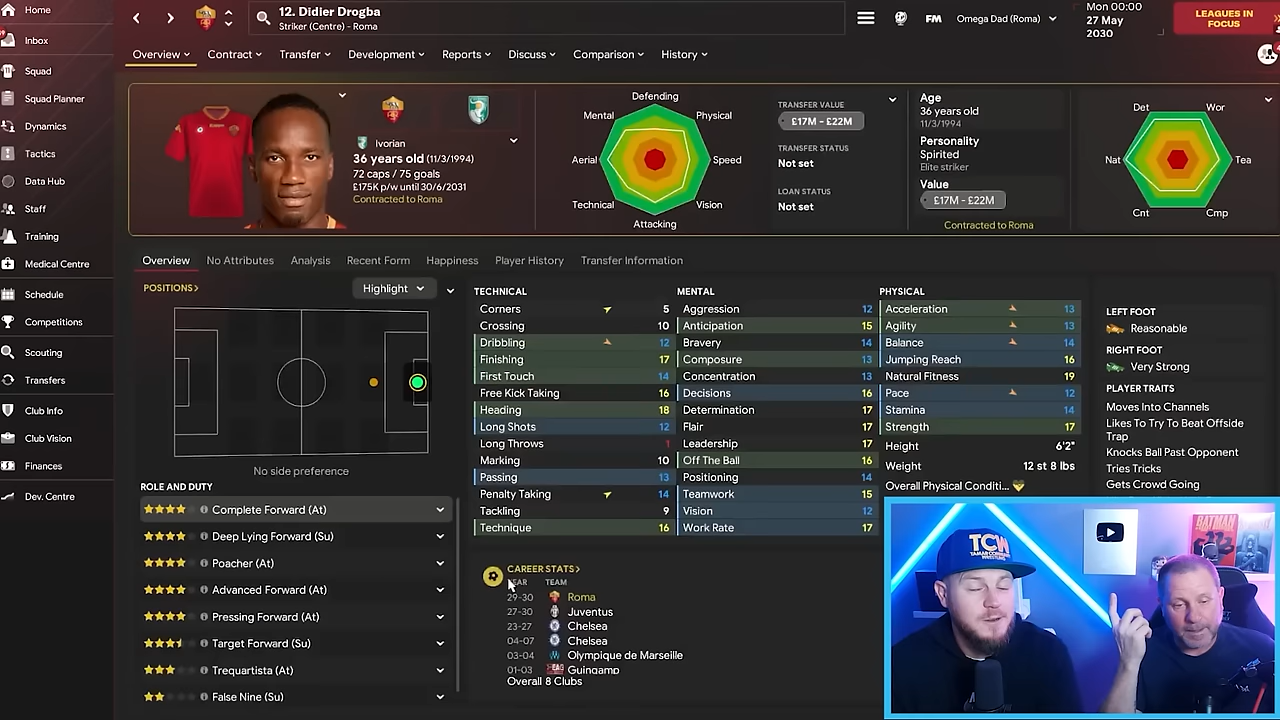 Home
Inbox
Squad
Squad Planner
Dynamics
Tactics
Data Hub
Staff
Training
Medical Centre
Schedule
Competitions
Scouting
Transfers
Club Info
Club Vision
Finances
Dev. Centre
12. Didier Drogba
Striker (Centre) - Roma
FM
Omega Dad (Roma)
Mon 00:00
27 May
2030
LEAGUES IN
FOCUS
Overview
Contract
Transfer
Development
Reports
Discuss
Comparison
History
Ivorian
36 years old (11/3/1994)
72 caps / 75 goals
£175K p/w until 30/6/2031
Contracted to Roma
Defending
Mental
Physical
Aerial
Speed
Technical
Vision
Attacking
TRANSFER VALUE
£17M - £22M
TRANSFER STATUS
Not set
LOAN STATUS
Not set
Age
36 years old
11/3/1994
Personality
Spirited
Elite striker
Value
£17M - £22M
Contracted to Roma
Det
Wor
Nat
Tea
Cnt
Cmp
Overview
No Attributes
Analysis
Recent Form
Happiness
Player History
Transfer Information
POSITIONS>
Highlight
No side preference
ROLE AND DUTY
Complete Forward (At)
Deep Lying Forward (Su)
Poacher (At)
Advanced Forward (At)
Pressing Forward (At)
Target Forward (Su)
Trequartista (At)
False Nine (Su)
TECHNICAL
Corners 5
Crossing 10
Dribbling 12
Finishing 17
First Touch 14
Free Kick Taking 16
Heading 18
Long Shots 12
Long Throws 1
Marking 10
Passing 13
Penalty Taking 14
Tackling 9
Technique 16
MENTAL
Aggression 12
Anticipation 15
Bravery 14
Composure 13
Concentration 13
Decisions 16
Determination 17
Flair 17
Leadership 17
Off The Ball 16
Positioning 14
Teamwork 15
Vision 12
Work Rate 17
PHYSICAL
Acceleration 13
Agility 13
Balance 14
Jumping Reach 16
Natural Fitness 19
Pace 12
Stamina 14
Strength 17
Height 6'2"
Weight 12 st 8 lbs
Overall Physical Conditi...
LEFT FOOT
Reasonable
RIGHT FOOT
Very Strong
PLAYER TRAITS
Moves Into Channels
Likes To Try To Beat Offside
Trap
Knocks Ball Past Opponent
Tries Tricks
Gets Crowd Going
CAREER STATS>
YEAR TEAM
29-30 Roma
27-30 Juventus
23-27 Chelsea
04-07 Chelsea
03-04 Olympique de Marseille
01-03 Guingamp
Overall 8 Clubs
TCW
BATMAN